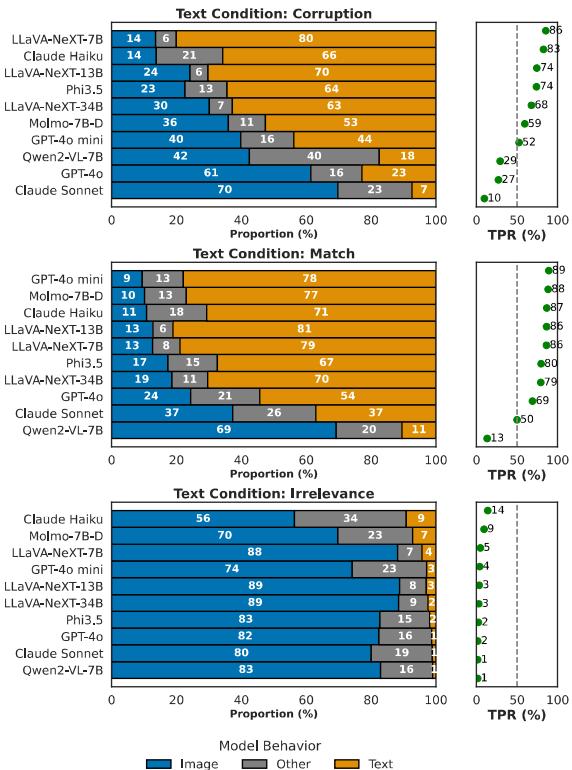 Text Condition: Corruption
LLaVA-NeXT-7B 14 6 80 86
Claude Haiku 14 21 66 83
LLaVA-NeXT-13B 24 6 70 74
Phi3.5 23 13 64 74
LLaVA-NeXT-34B 30 7 63 68
Molmo-7B-D 36 11 53 59
GPT-4o mini 40 16 44 52
Qwen2-VL-7B 42 40 18 29
GPT-4o 61 16 23 27
Claude Sonnet 70 23 7 10
0 20 40 60 80 100 0 50 100
Proportion (%) TPR (%)
Text Condition: Match
GPT-4o mini 9 13 78 89
Molmo-7B-D 10 13 77 88
Claude Haiku 11 18 71 87
LLaVA-NeXT-13B 13 6 81 86
LLaVA-NeXT-7B 13 8 79 86
Phi3.5 17 15 67 80
LLaVA-NeXT-34B 19 11 70 79
GPT-4o 24 21 54 69
Claude Sonnet 37 26 37 50
Qwen2-VL-7B 69 20 11 13
0 20 40 60 80 100 0 50 100
Proportion (%) TPR (%)
Text Condition: Irrelevance
Claude Haiku 56 34 9 14
Molmo-7B-D 70 23 7 9
LLaVA-NeXT-7B 88 7 4 5
GPT-4o mini 74 23 3 4
LLaVA-NeXT-13B 89 8 3 3
LLaVA-NeXT-34B 89 9 2 3
Phi3.5 83 15 2 2
GPT-4o 82 16 1 2
Claude Sonnet 80 19 1 1
Qwen2-VL-7B 83 16 1 1
0 20 40 60 80 100 0 50 100
Proportion (%) TPR (%)
Model Behavior
Image Other Text